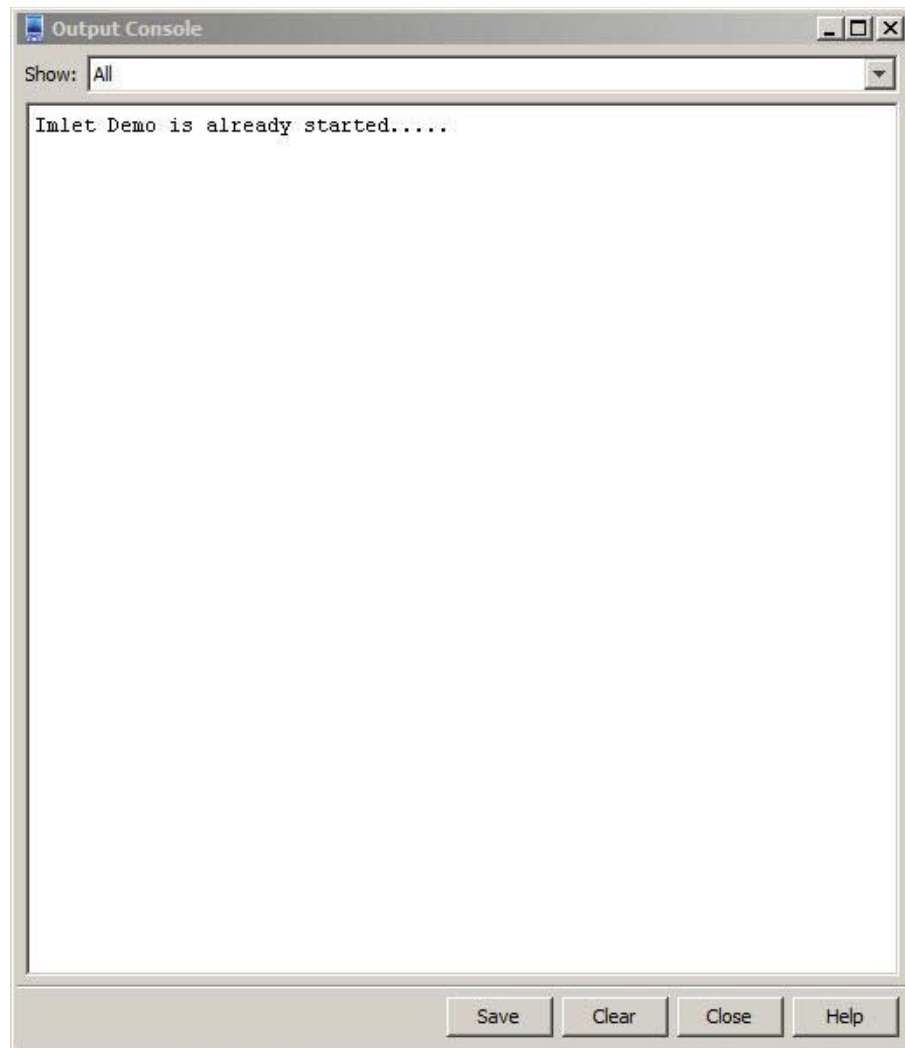 Output Console
Show: All
Imlet Demo is already started.....
Save Clear Close Help